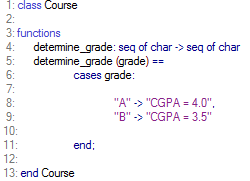 1: class Course
2:
3: functions
4: determine_grade: seq of char -> seq of char
5: determine_grade (grade) ==
6: cases grade:
7:
8: "A" -> "CGPA = 4.0",
9: "B" -> "CGPA = 3.5"
10:
11: end;
12:
13: end Course